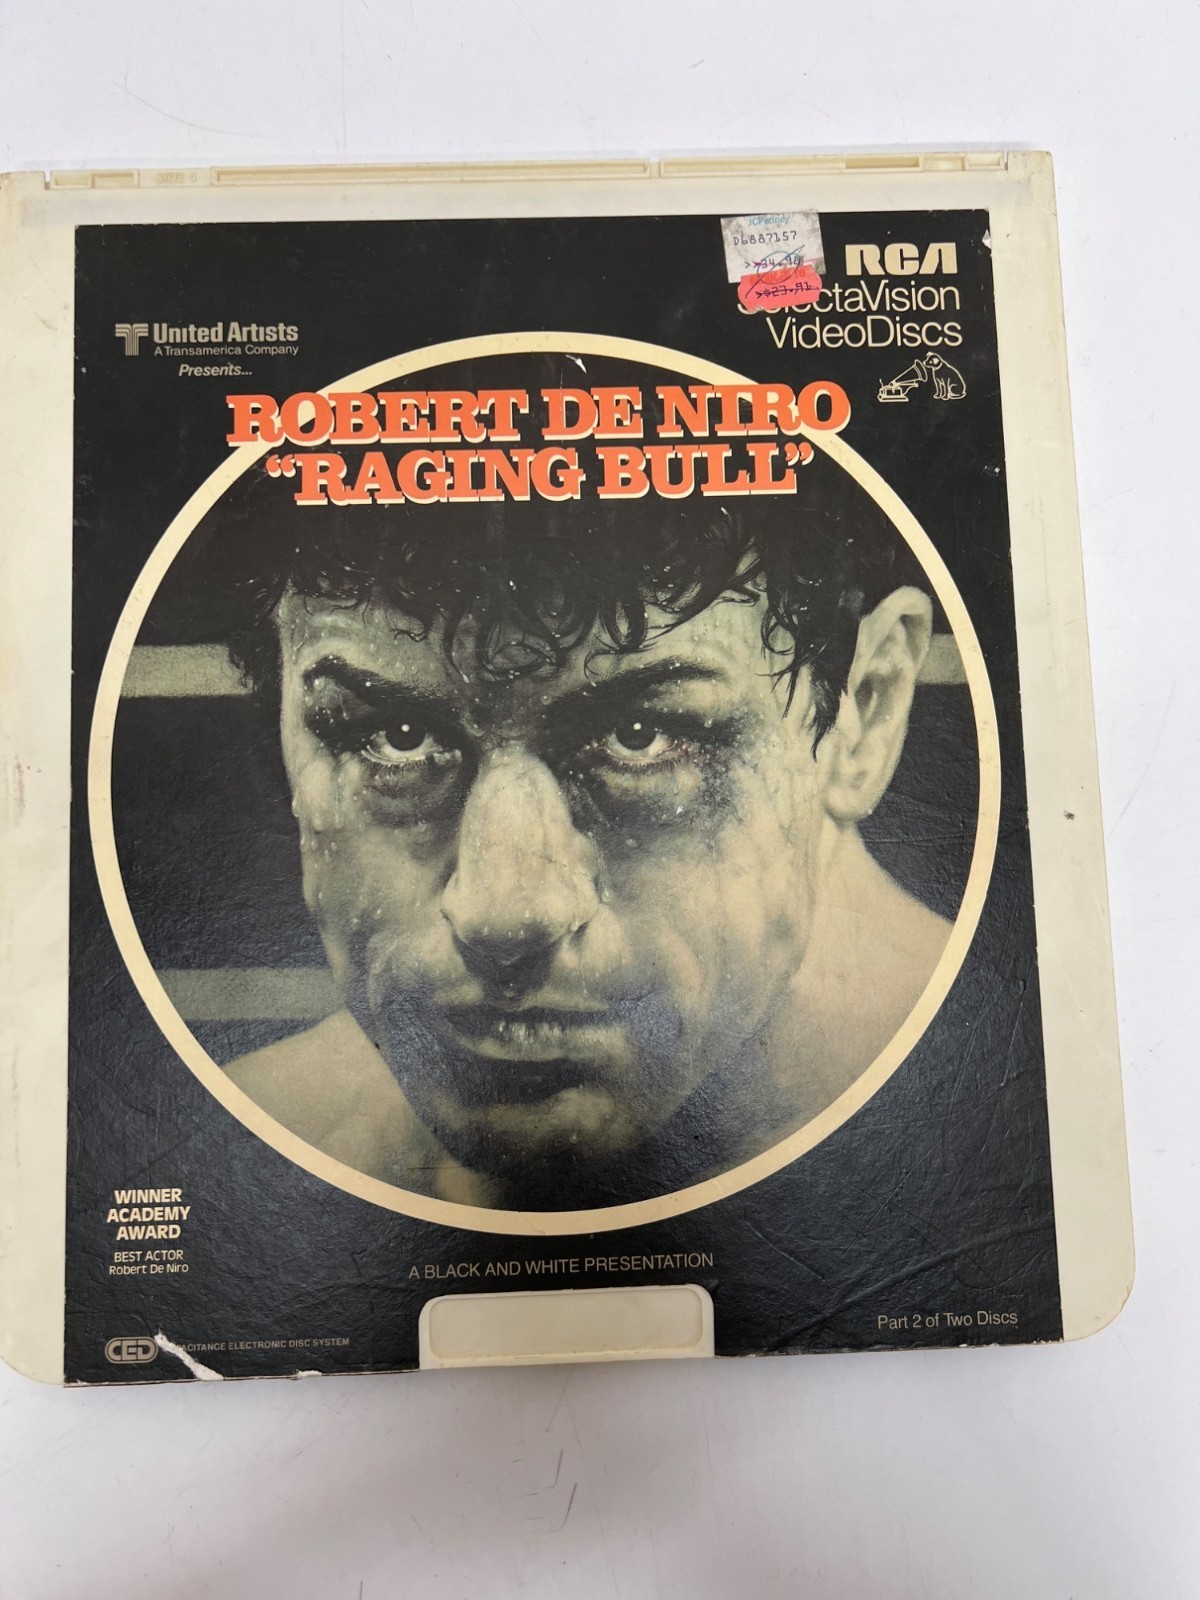 JCPenney
D6887157
RCA
SelectaVision
VideoDiscs
United Artists
A Transamerica Company
Presents...
ROBERT DE NIRO
“RAGING BULL”
WINNER
ACADEMY
AWARD
BEST ACTOR
Robert De Niro
A BLACK AND WHITE PRESENTATION
Part 2 of Two Discs
CED
ACITANCE ELECTRONIC DISC SYSTEM